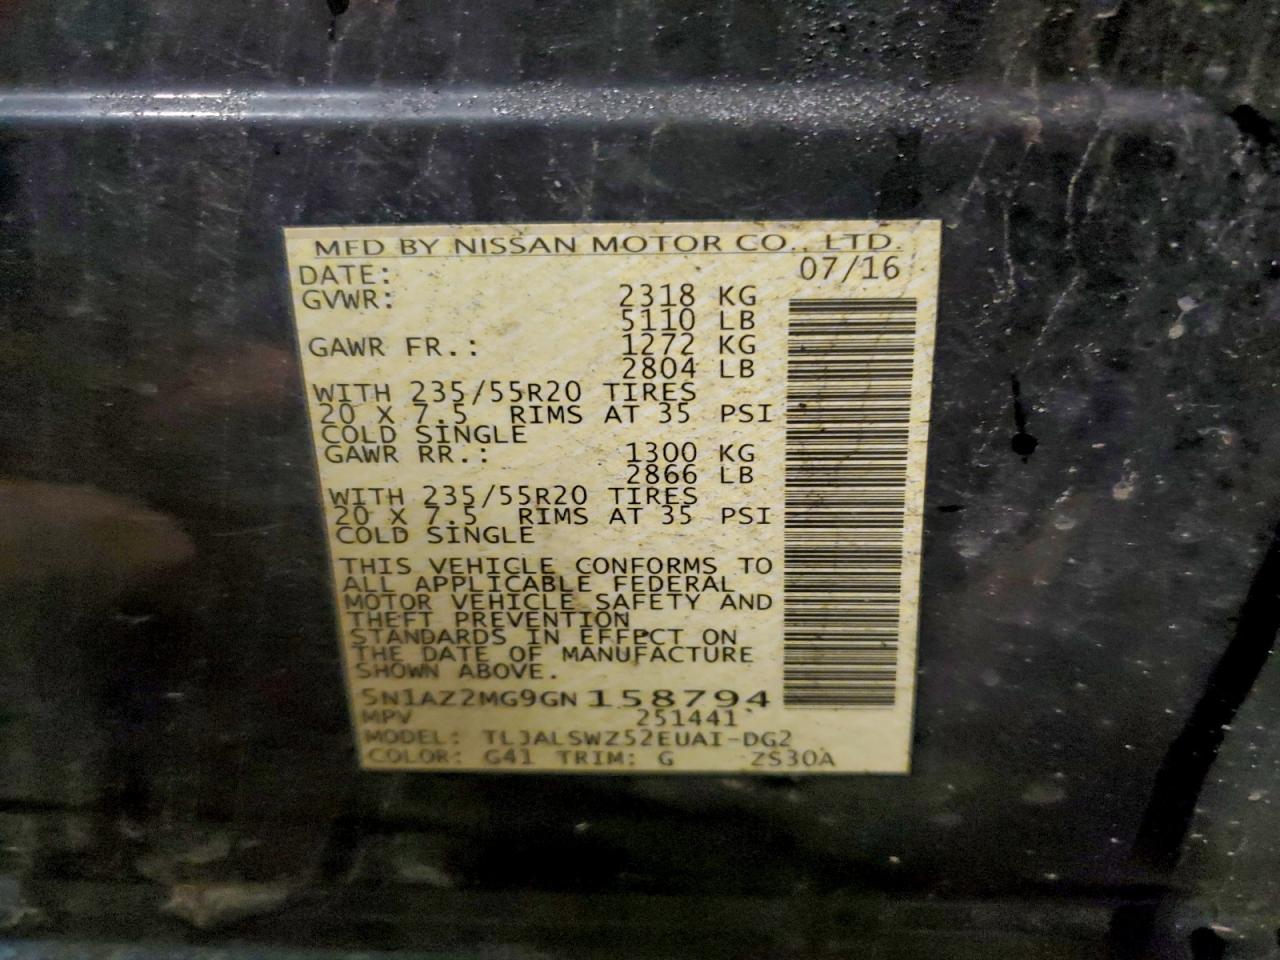 MFD BY NISSAN MOTOR CO., LTD.
DATE: 07/16
GVWR: 2318 KG
5110 LB
GAWR FR.: 1272 KG
2804 LB
WITH 235/55R20 TIRES
20 X 7.5 RIMS AT 35 PSI
COLD SINGLE
GAWR RR.: 1300 KG
2866 LB
WITH 235/55R20 TIRES
20 X 7.5 RIMS AT 35 PSI
COLD SINGLE
THIS VEHICLE CONFORMS TO
ALL APPLICABLE FEDERAL
MOTOR VEHICLE SAFETY AND
THEFT PREVENTION
STANDARDS IN EFFECT ON
THE DATE OF MANUFACTURE
SHOWN ABOVE.
5N1AZ2MG9GN158794
MPV 251441
MODEL: TLJALSWZ52EUAI-DG2
COLOR: G41 TRIM: G ZS30A